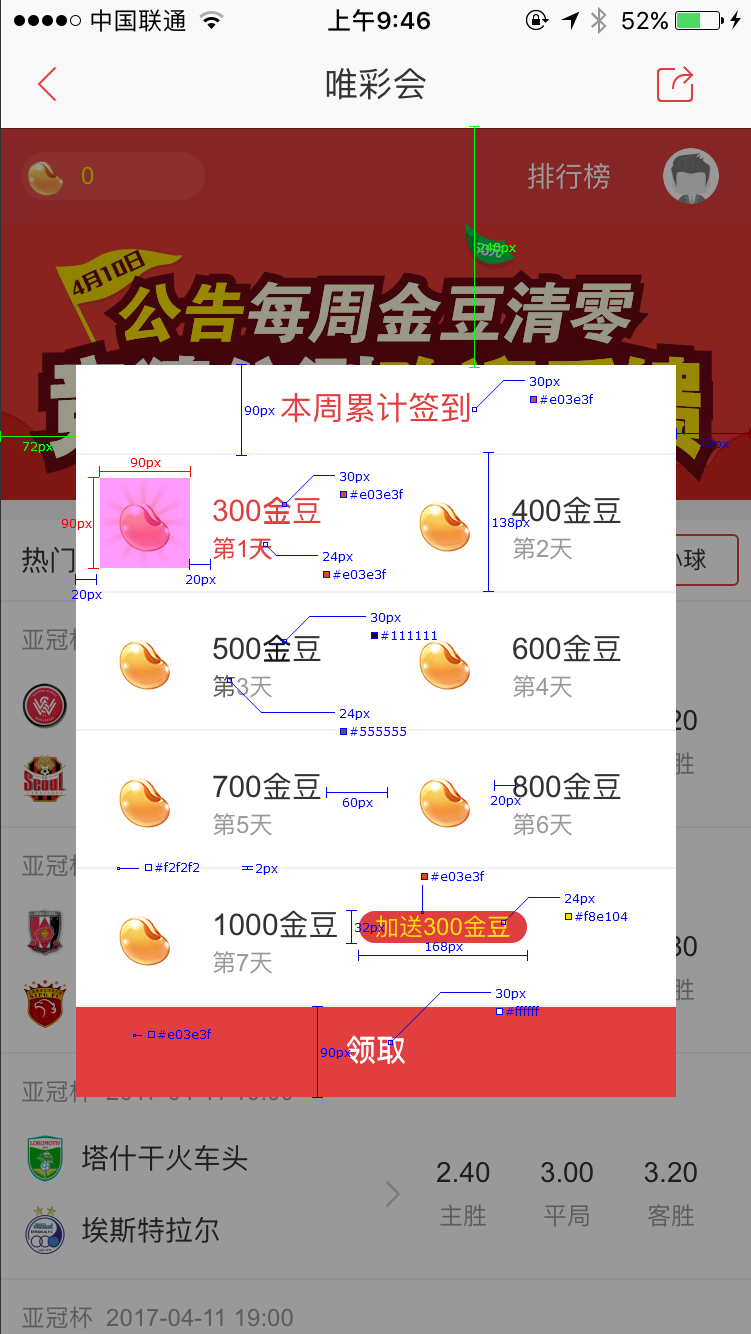 中国联通 上午9:46 52%
唯彩会
0 排行榜
240px
4月10日
公告每周金豆清零
90px 本周累计签到 30px
#e03e3f
72px 72px
90px
90px 300金豆 30px #e03e3f 400金豆 138px
热门 第1天 24px #e03e3f 第2天 小球
20px 20px
500金豆 30px #111111 600金豆
第3天 24px #555555 第4天
亚冠杯
20
胜
700金豆 60px 20px 800金豆
第5天 第6天
亚冠杯 #f2f2f2 2px
#e03e3f
1000金豆 32px 加送300金豆 24px #f8e104
第7天 168px
30
胜
30px #ffffff
#e03e3f 90px 领取
亚冠杯 2017-04-11 19:00
塔什干火车头 2.40 3.00 3.20
埃斯特拉尔 主胜 平局 客胜
亚冠杯 2017-04-11 19:00